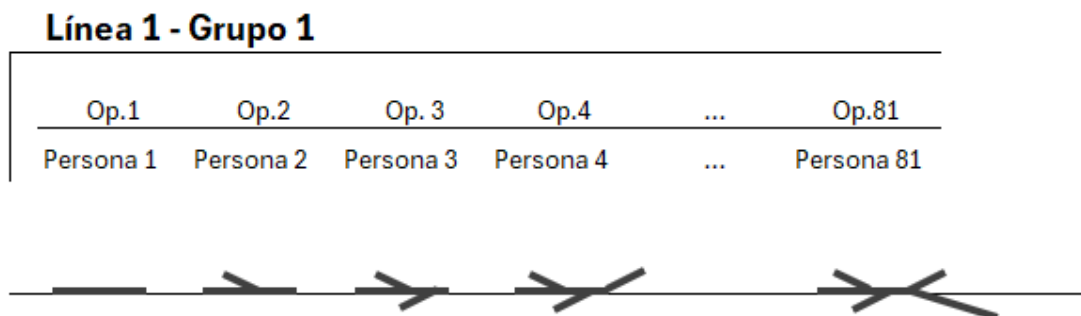 Línea 1 - Grupo 1
Op.1 Op.2 Op. 3 Op.4 ... Op.81
Persona 1 Persona 2 Persona 3 Persona 4 ... Persona 81